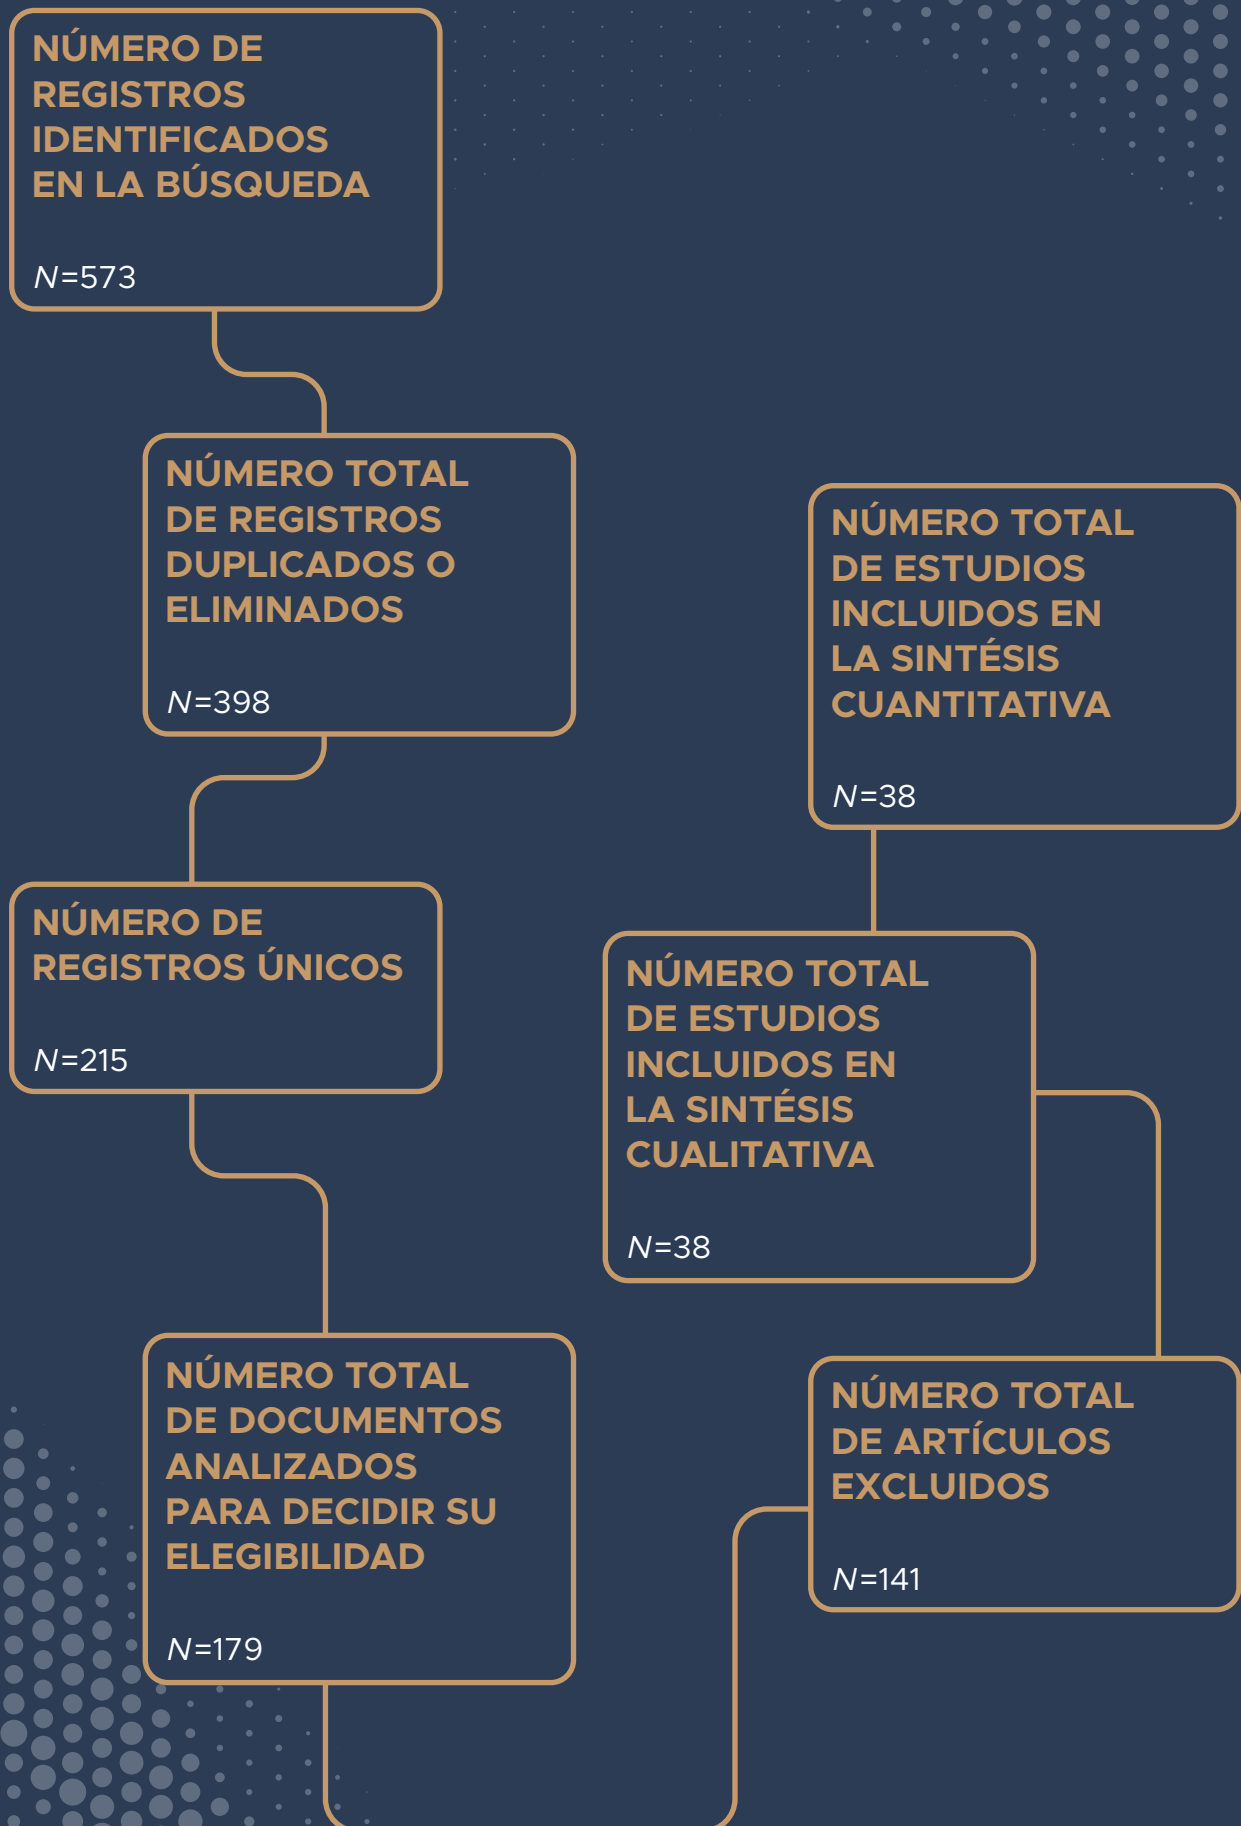 NÚMERO DE
REGISTROS
IDENTIFICADOS
EN LA BÚSQUEDA
N=573
NÚMERO TOTAL
DE REGISTROS
DUPLICADOS O
ELIMINADOS
N=398
NÚMERO DE
REGISTROS ÚNICOS
N=215
NÚMERO TOTAL
DE DOCUMENTOS
ANALIZADOS
PARA DECIDIR SU
ELEGIBILIDAD
N=179
NÚMERO TOTAL
DE ARTÍCULOS
EXCLUIDOS
N=141
NÚMERO TOTAL
DE ESTUDIOS
INCLUIDOS EN
LA SINTÉSIS
CUALITATIVA
N=38
NÚMERO TOTAL
DE ESTUDIOS
INCLUIDOS EN
LA SINTÉSIS
CUANTITATIVA
N=38